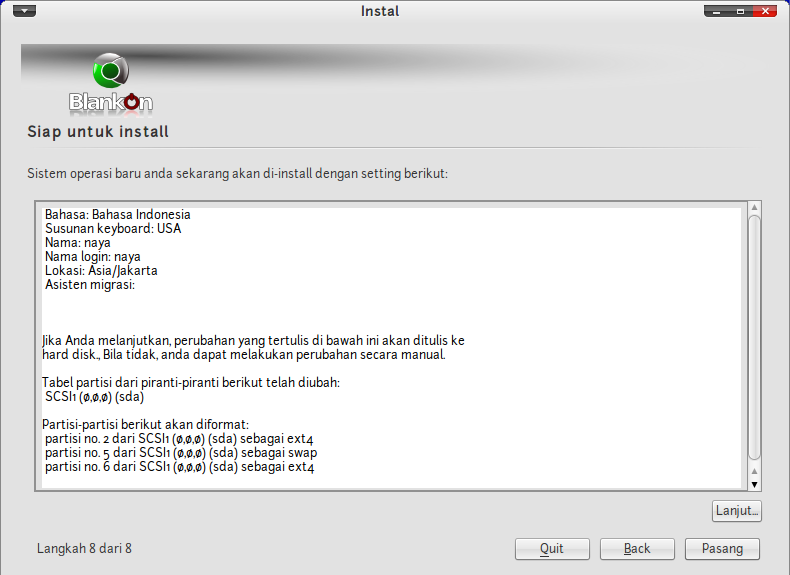 Instal
BlankOn
Siap untuk install
Sistem operasi baru anda sekarang akan di-install dengan setting berikut:
Bahasa: Bahasa Indonesia
Susunan keyboard: USA
Nama: naya
Nama login: naya
Lokasi: Asia/Jakarta
Asisten migrasi:
Jika Anda melanjutkan, perubahan yang tertulis di bawah ini akan ditulis ke
hard disk., Bila tidak, anda dapat melakukan perubahan secara manual.
Tabel partisi dari piranti-piranti berikut telah diubah:
SCSI1 (0,0,0) (sda)
Partisi-partisi berikut akan diformat:
partisi no. 2 dari SCSI1 (0,0,0) (sda) sebagai ext4
partisi no. 5 dari SCSI1 (0,0,0) (sda) sebagai swap
partisi no. 6 dari SCSI1 (0,0,0) (sda) sebagai ext4
Lanjut...
Langkah 8 dari 8
Quit
Back
Pasang